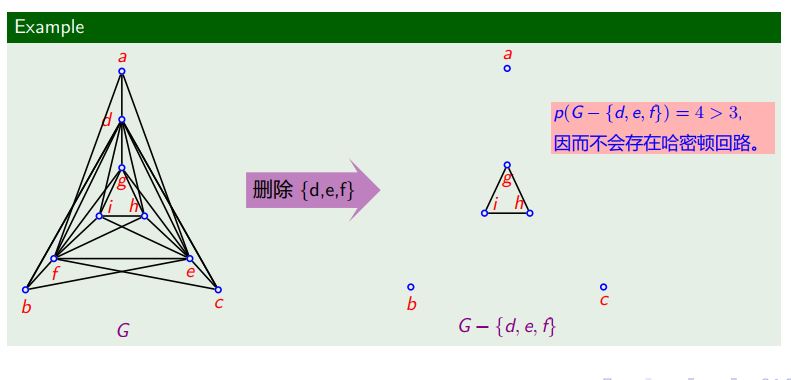 Example
a
a
d
p(G − {d, e, f}) = 4 > 3,
因而不会存在哈密顿回路。
g
g
删除 {d,e,f}
i h
i h
f
e
b
c
b
c
G
G − {d, e, f}